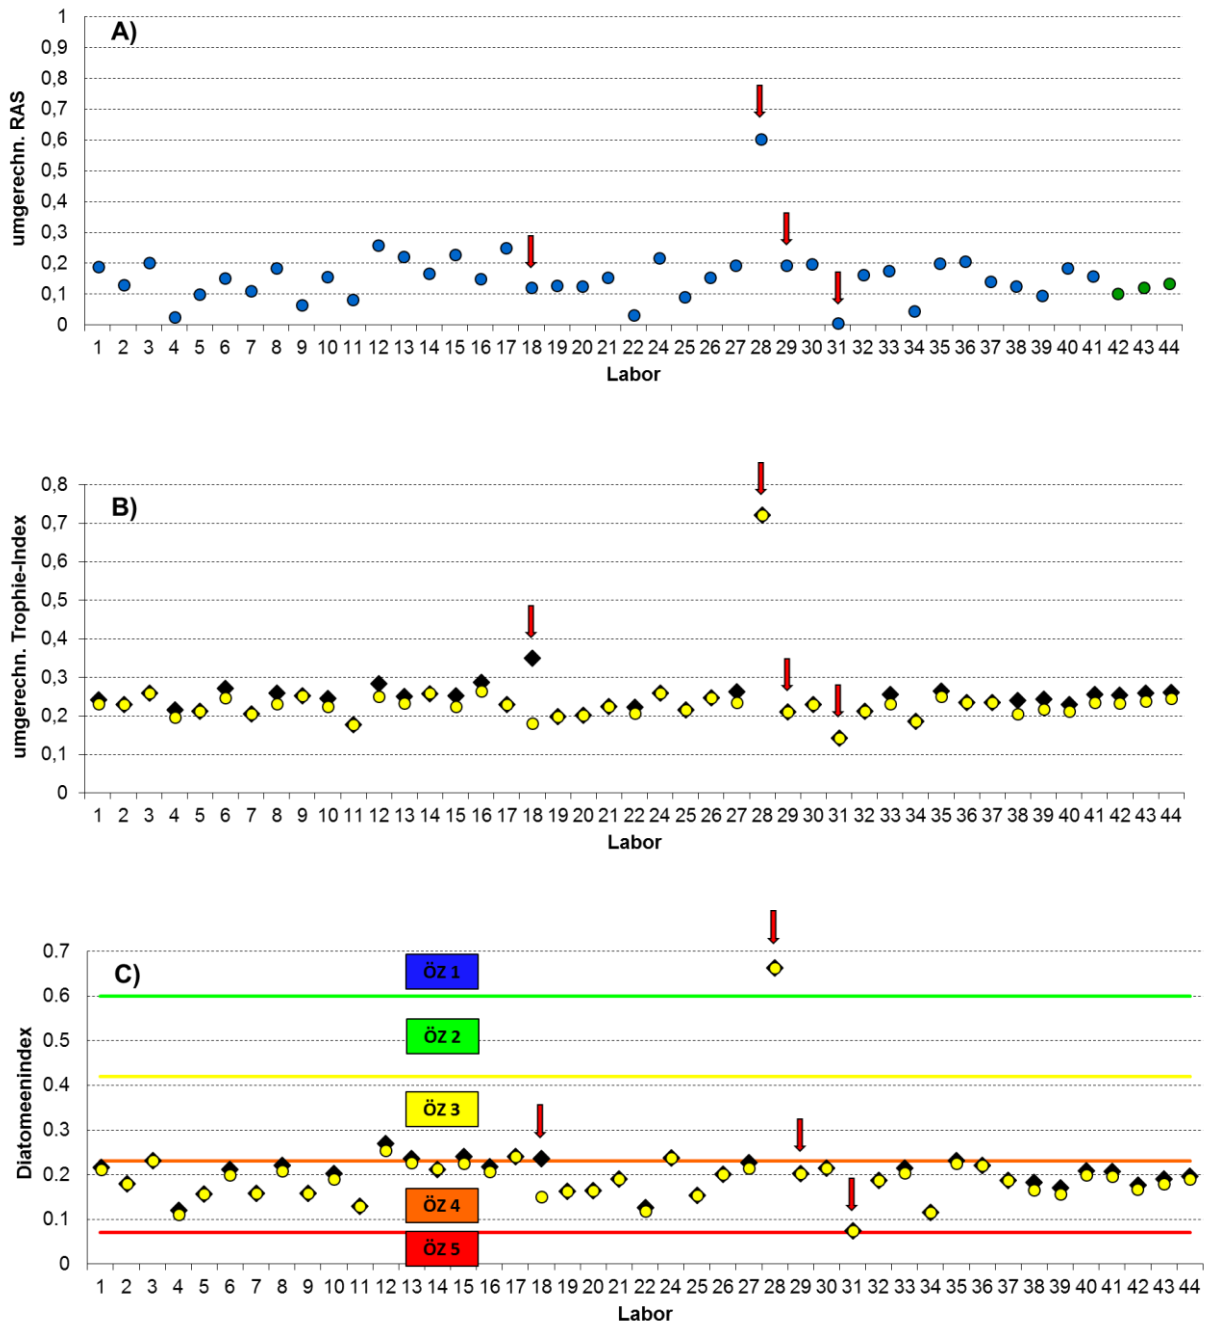 A)
umgerechn. RAS
1
0,9
0,8
0,7
0,6
0,5
0,4
0,3
0,2
0,1
0
1 2 3 4 5 6 7 8 9 10 11 12 13 14 15 16 17 18 19 20 21 22 24 25 26 27 28 29 30 31 32 33 34 35 36 37 38 39 40 41 42 43 44
Labor
B)
umgerechn. Trophie-Index
0,8
0,7
0,6
0,5
0,4
0,3
0,2
0,1
0
1 2 3 4 5 6 7 8 9 10 11 12 13 14 15 16 17 18 19 20 21 22 24 25 26 27 28 29 30 31 32 33 34 35 36 37 38 39 40 41 42 43 44
Labor
C)
Diatomeenindex
0.7
0.6
0.5
0.4
0.3
0.2
0.1
0
ÖZ 1
ÖZ 2
ÖZ 3
ÖZ 4
ÖZ 5
1 2 3 4 5 6 7 8 9 10 11 12 13 14 15 16 17 18 19 20 21 22 24 25 26 27 28 29 30 31 32 33 34 35 36 37 38 39 40 41 42 43 44
Labor